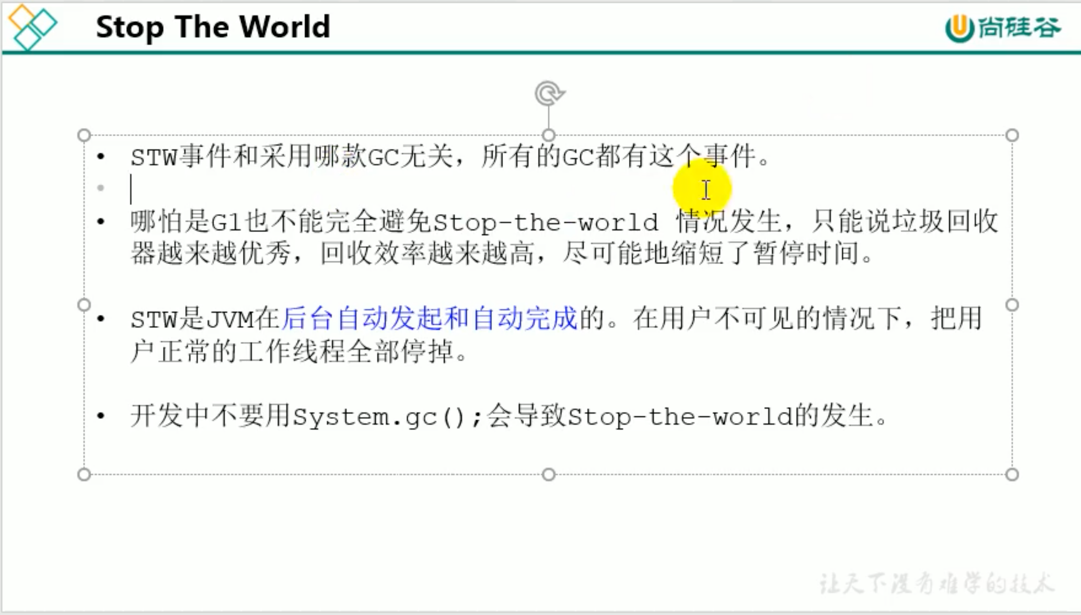 Stop The World
尚硅谷
• STW事件和采用哪款GC无关，所有的GC都有这个事件。
•
• 哪怕是G1也不能完全避免Stop-the-world 情况发生，只能说垃圾回收
器越来越优秀，回收效率越来越高，尽可能地缩短了暂停时间。
• STW是JVM在后台自动发起和自动完成的。在用户不可见的情况下，把用
户正常的工作线程全部停掉。
• 开发中不要用System.gc();会导致Stop-the-world的发生。
让天下没有难学的技术